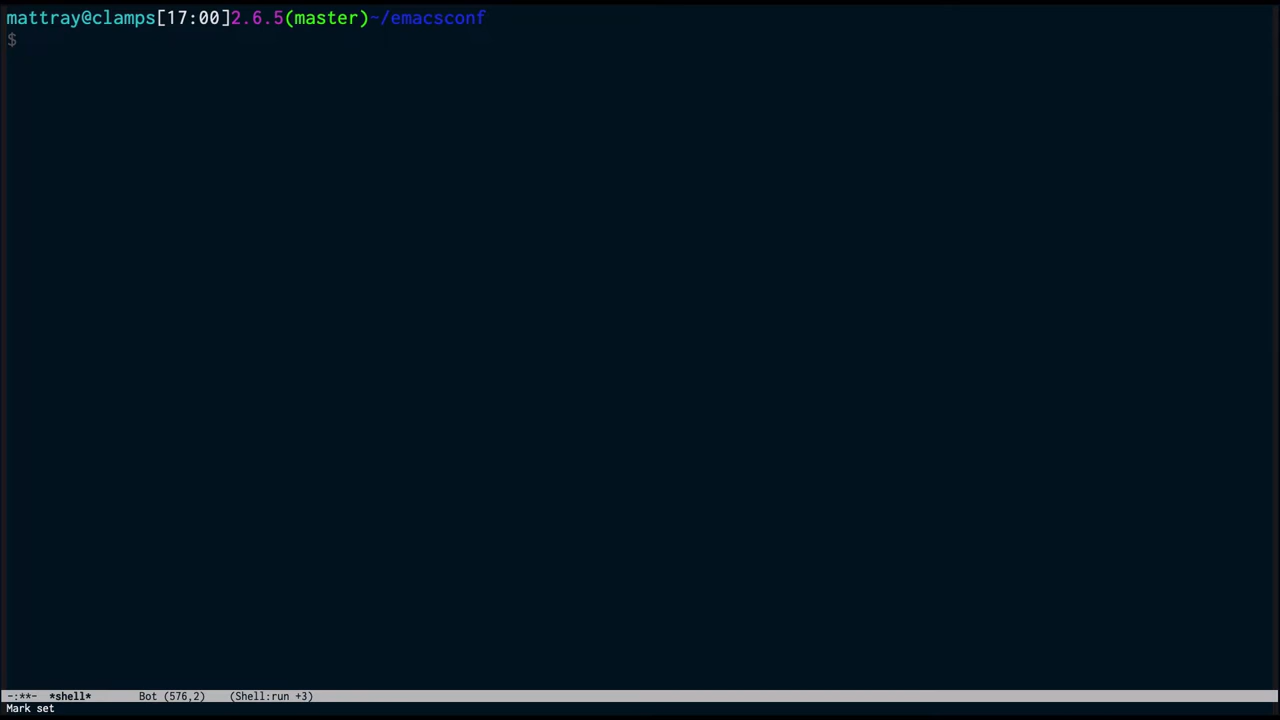 mattray@clamps[17:00]2.6.5(master)~/emacsconf
$
-:**-  *shell*       Bot (576,2)    (Shell:run +3)
Mark set